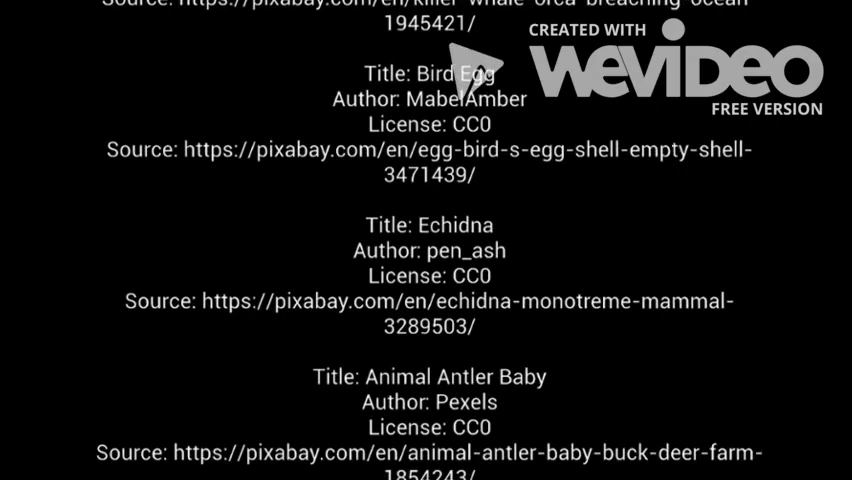 Source: https://pixabay.com/en/killer-whale-orca-breaching-ocean-
1945421/
CREATED WITH
WEVIDEO
FREE VERSION
Title: Bird Egg
Author: MabelAmber
License: CC0
Source: https://pixabay.com/en/egg-bird-s-egg-shell-empty-shell-
3471439/
Title: Echidna
Author: pen_ash
License: CC0
Source: https://pixabay.com/en/echidna-monotreme-mammal-
3289503/
Title: Animal Antler Baby
Author: Pexels
License: CC0
Source: https://pixabay.com/en/animal-antler-baby-buck-deer-farm-
1854243/